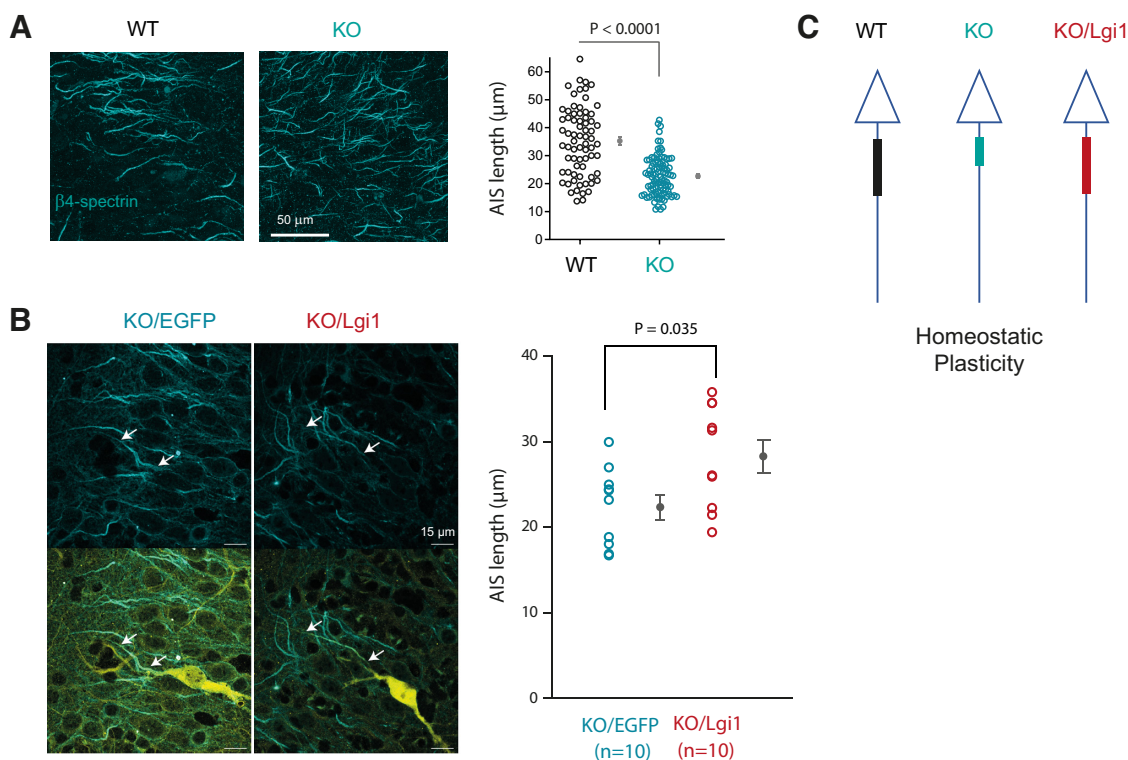 A
WT
KO
β4-spectrin
50 μm
P < 0.0001
AIS length (μm)
60
50
40
30
20
10
0
WT
KO
C
WT
KO
KO/Lgi1
Homeostatic
Plasticity
B
KO/EGFP
KO/Lgi1
15 μm
P = 0.035
AIS length (μm)
40
30
20
10
0
KO/EGFP
(n=10)
KO/Lgi1
(n=10)